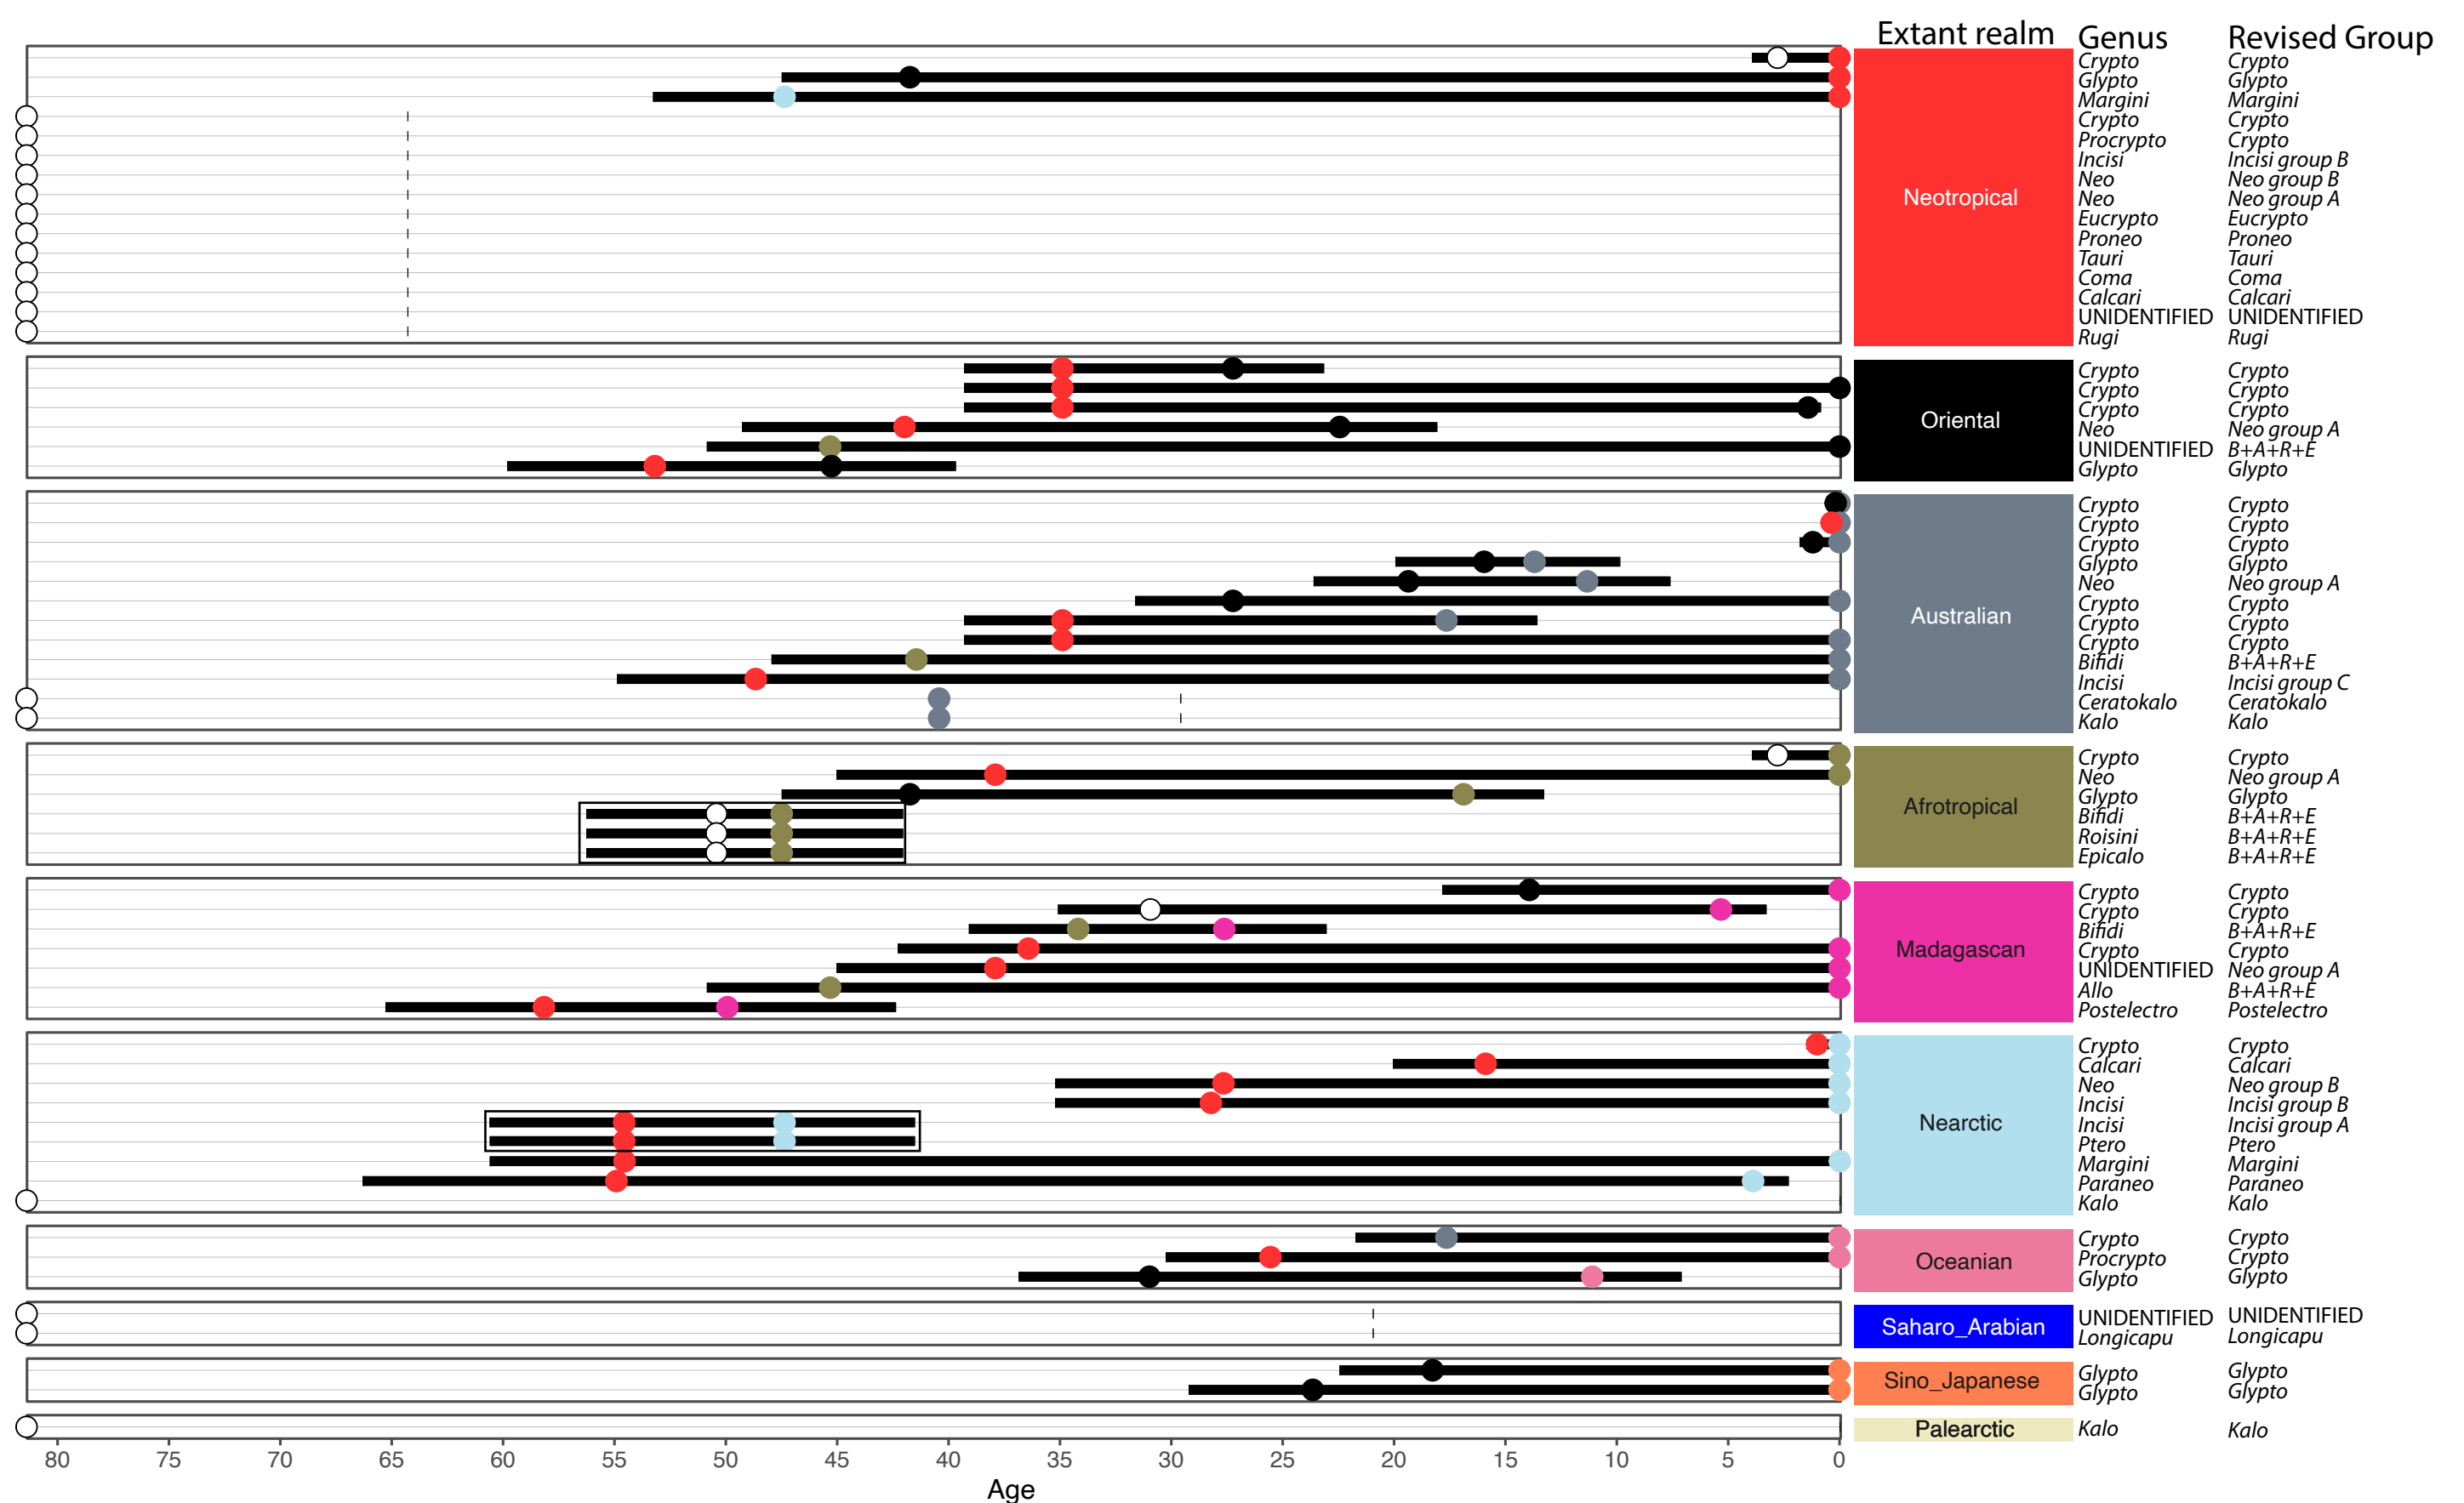 Extant realm Genus Revised Group
Crypto Crypto
Glypto Glypto
Margini Margini
Crypto Crypto
Procrypto Crypto
Incisi Incisi group B
Neo Neo group B
Neo Neo group A
Neotropical
Eucrypto Eucrypto
Proneo Proneo
Tauri Tauri
Coma Coma
Calcari Calcari
UNIDENTIFIED UNIDENTIFIED
Rugi Rugi
Crypto Crypto
Crypto Crypto
Crypto Crypto
Oriental
Neo Neo group A
UNIDENTIFIED B+A+R+E
Glypto Glypto
Crypto Crypto
Crypto Crypto
Crypto Crypto
Glypto Glypto
Neo Neo group A
Crypto Crypto
Australian
Crypto Crypto
Crypto Crypto
Bifidi B+A+R+E
Incisi Incisi group C
Ceratokalo Ceratokalo
Kalo Kalo
Crypto Crypto
Neo Neo group A
Glypto Glypto
Afrotropical
Bifidi B+A+R+E
Roisini B+A+R+E
Epicalo B+A+R+E
Crypto Crypto
Crypto Crypto
Bifidi B+A+R+E
Madagascan
Crypto Crypto
UNIDENTIFIED Neo group A
Allo B+A+R+E
Postelectro Postelectro
Crypto Crypto
Calcari Calcari
Neo Neo group B
Incisi Incisi group B
Nearctic
Incisi Incisi group A
Ptero Ptero
Margini Margini
Paraneo Paraneo
Kalo Kalo
Crypto Crypto
Oceanian
Procrypto Crypto
Glypto Glypto
Saharo_Arabian
UNIDENTIFIED UNIDENTIFIED
Longicapu Longicapu
Sino_Japanese
Glypto Glypto
Glypto Glypto
Palearctic Kalo Kalo
80 75 70 65 60 55 50 45 40 35 30 25 20 15 10 5 0
Age